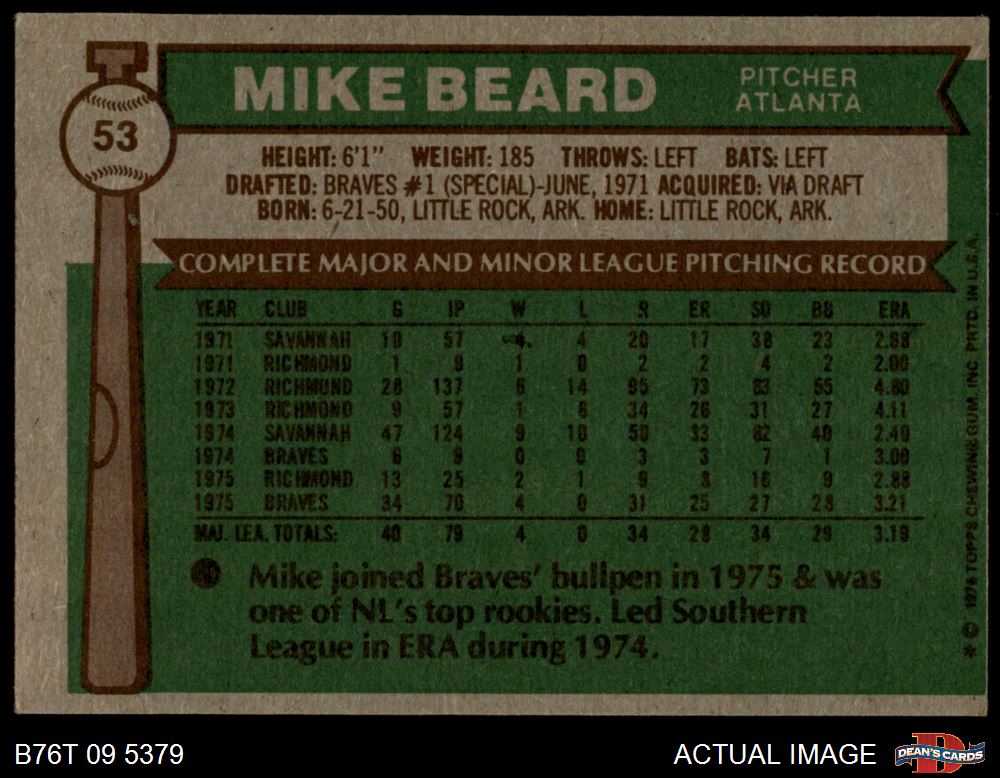 53
MIKE BEARD
PITCHER
ATLANTA
HEIGHT: 6'1" WEIGHT: 185 THROWS: LEFT BATS: LEFT
DRAFTED: BRAVES #1 (SPECIAL)-JUNE, 1971 ACQUIRED: VIA DRAFT
BORN: 6-21-50, LITTLE ROCK, ARK. HOME: LITTLE ROCK, ARK.
COMPLETE MAJOR AND MINOR LEAGUE PITCHING RECORD
YEAR CLUB G IP W L R ER SO BB ERA
1971 SAVANNAH 10 57 4 4 20 17 38 23 2.68
1971 RICHMOND 1 9 1 0 2 2 4 2 2.00
1972 RICHMOND 28 137 6 14 95 73 83 55 4.80
1973 RICHMOND 9 57 1 6 34 26 31 27 4.11
1974 SAVANNAH 47 124 9 10 50 33 82 40 2.40
1974 BRAVES 6 9 0 0 3 3 7 1 3.00
1975 RICHMOND 13 25 2 1 9 8 16 9 2.88
1975 BRAVES 34 70 4 0 31 25 27 28 3.21
MAJ. LEA. TOTALS: 40 79 4 0 34 28 34 29 3.19
Mike joined Braves' bullpen in 1975 & was
one of NL's top rookies. Led Southern
League in ERA during 1974.
* © 1976 TOPPS CHEWING GUM, INC. PRTD. IN U.S.A.
B76T 09 5379
ACTUAL IMAGE
DEAN'S CARDS